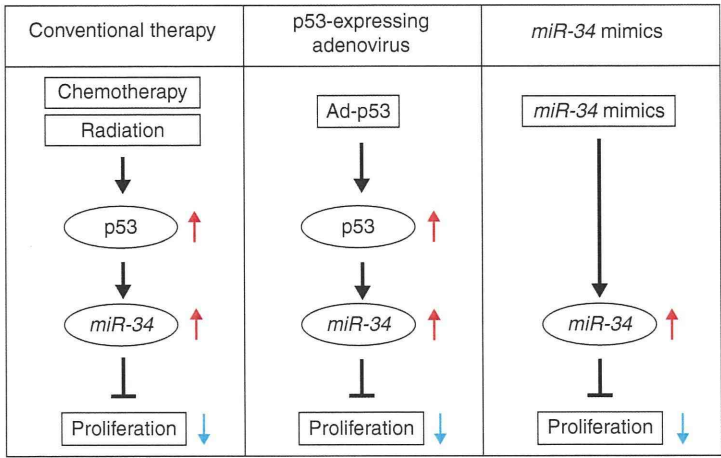 Conventional therapy
p53-expressing
adenovirus
miR-34 mimics
Chemotherapy
Radiation
p53
miR-34
Proliferation
Ad-p53
p53
miR-34
Proliferation
miR-34 mimics
miR-34
Proliferation